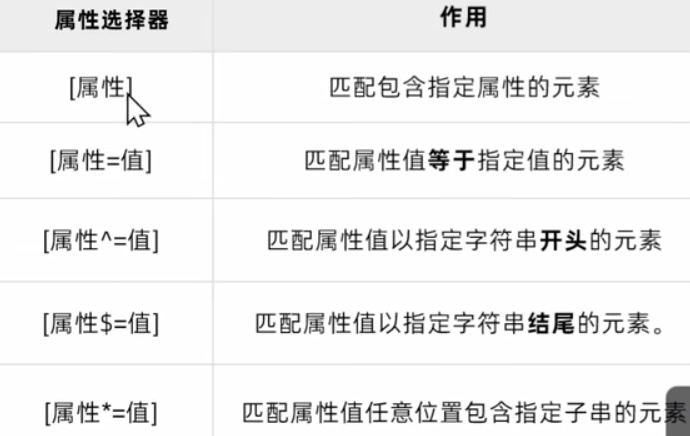 属性选择器 作用
[属性] 匹配包含指定属性的元素
[属性=值] 匹配属性值等于指定值的元素
[属性^=值] 匹配属性值以指定字符串开头的元素
[属性$=值] 匹配属性值以指定字符串结尾的元素。
[属性*=值] 匹配属性值任意位置包含指定子串的元素